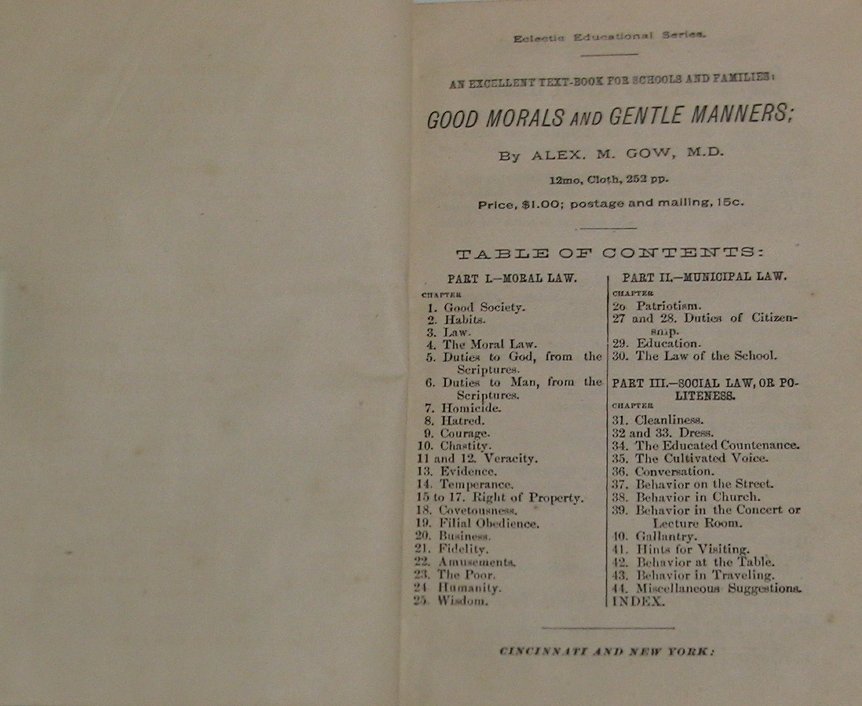 Eclectic Educational Series.
AN EXCELLENT TEXT-BOOK FOR SCHOOLS AND FAMILIES:
GOOD MORALS AND GENTLE MANNERS;
By ALEX. M. GOW, M.D.
12mo, Cloth, 252 pp.
Price, $1.00; postage and mailing, 15c.
TABLE OF CONTENTS:
PART I.—MORAL LAW.
CHAPTER
1. Good Society.
2. Habits.
3. Law.
4. The Moral Law.
5. Duties to God, from the
Scriptures.
6. Duties to Man, from the
Scriptures.
7. Homicide.
8. Hatred.
9. Courage.
10. Chastity.
11 and 12. Veracity.
13. Evidence.
14. Temperance.
15 to 17. Right of Property.
18. Covetousness.
19. Filial Obedience.
20. Business.
21. Fidelity.
22. Amusements.
23. The Poor.
24 Humanity.
25. Wisdom.
PART II.—MUNICIPAL LAW.
CHAPTER
26 Patriotism.
27 and 28. Duties of Citizen-
ship.
29. Education.
30. The Law of the School.
PART III.—SOCIAL LAW, OR PO-
LITENESS.
CHAPTER
31. Cleanliness.
32 and 33. Dress.
34. The Educated Countenance.
35. The Cultivated Voice.
36. Conversation.
37. Behavior on the Street.
38. Behavior in Church.
39. Behavior in the Concert or
Lecture Room.
40. Gallantry.
41. Hints for Visiting.
42. Behavior at the Table.
43. Behavior in Traveling.
44. Miscellaneous Suggestions.
INDEX.
CINCINNATI AND NEW YORK: